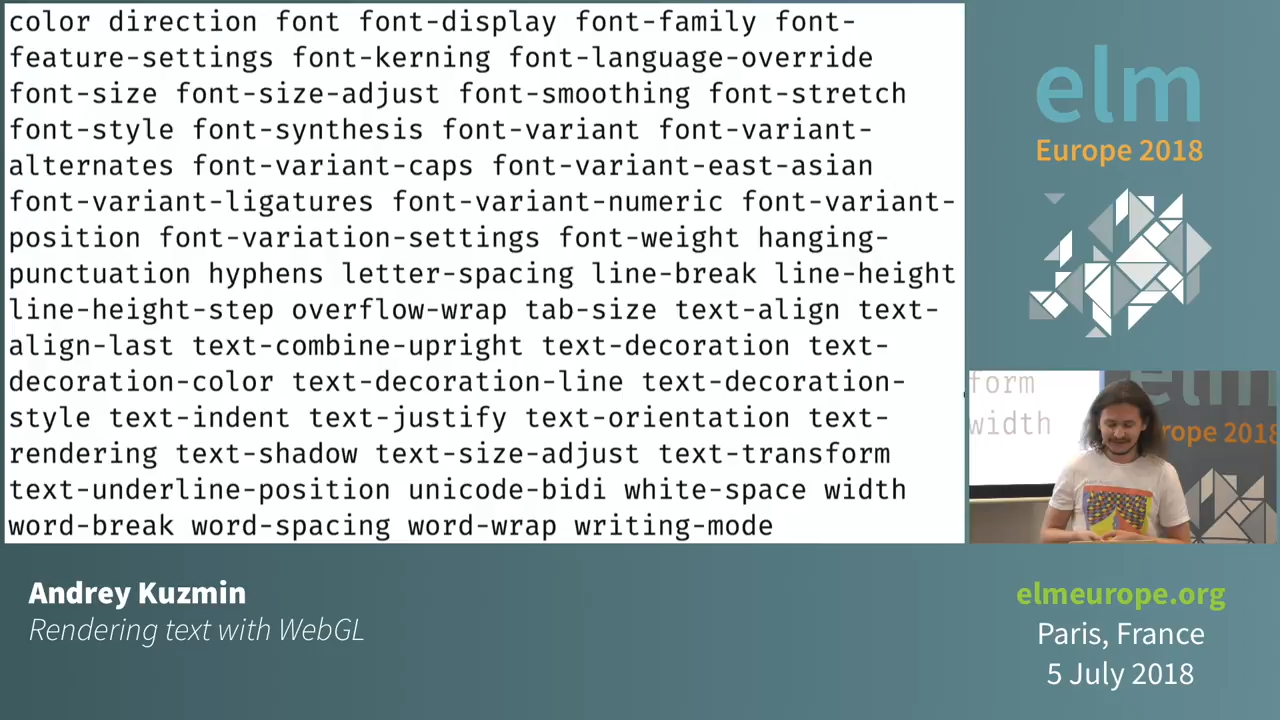 color direction font font-display font-family font-
feature-settings font-kerning font-language-override
font-size font-size-adjust font-smoothing font-stretch
font-style font-synthesis font-variant font-variant-
alternates font-variant-caps font-variant-east-asian
font-variant-ligatures font-variant-numeric font-variant-
position font-variation-settings font-weight hanging-
punctuation hyphens letter-spacing line-break line-height
line-height-step overflow-wrap tab-size text-align text-
align-last text-combine-upright text-decoration text-
decoration-color text-decoration-line text-decoration-
style text-indent text-justify text-orientation text-
rendering text-shadow text-size-adjust text-transform
text-underline-position unicode-bidi white-space width
word-break word-spacing word-wrap writing-mode
elm
Europe 2018
form
width
elm
rope 2018
Andrey Kuzmin
Rendering text with WebGL
elmeurope.org
Paris, France
5 July 2018